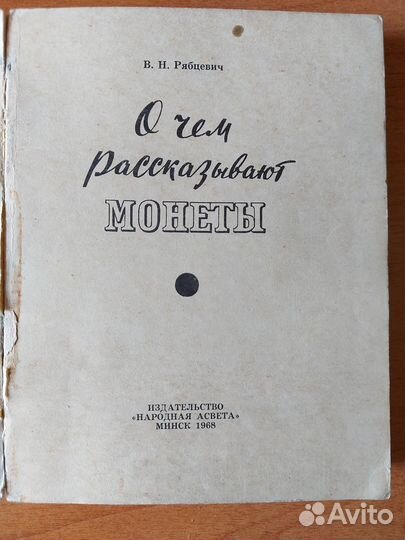 В. Н. Рябцевич
О чем
рассказывают
МОНЕТЫ
ИЗДАТЕЛЬСТВО
«НАРОДНАЯ АСВЕТА»
МИНСК 1968
Avito